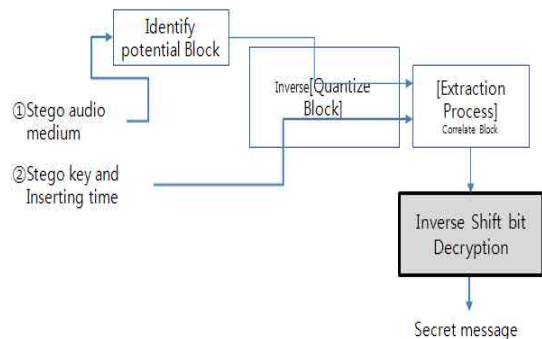 Identify
potential Block
Inverse[Quantize
Block]
[Extraction
Process]
Correlate Block
①Stego audio
medium
②Stego key and
Inserting time
Inverse Shift bit
Decryption
Secret message